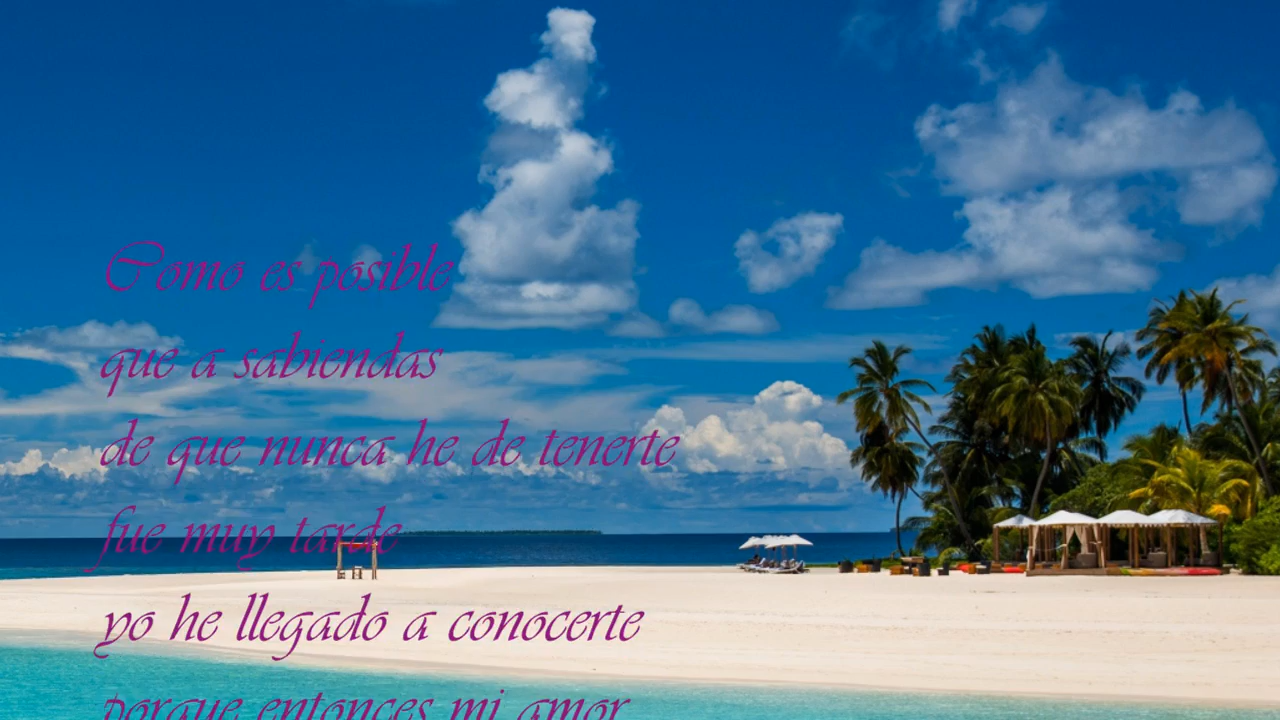 Como es posible
que a sabiendas
de que nunca he de tenerte
fue muy tarde
yo he llegado a conocerte
porque entonces mi amor